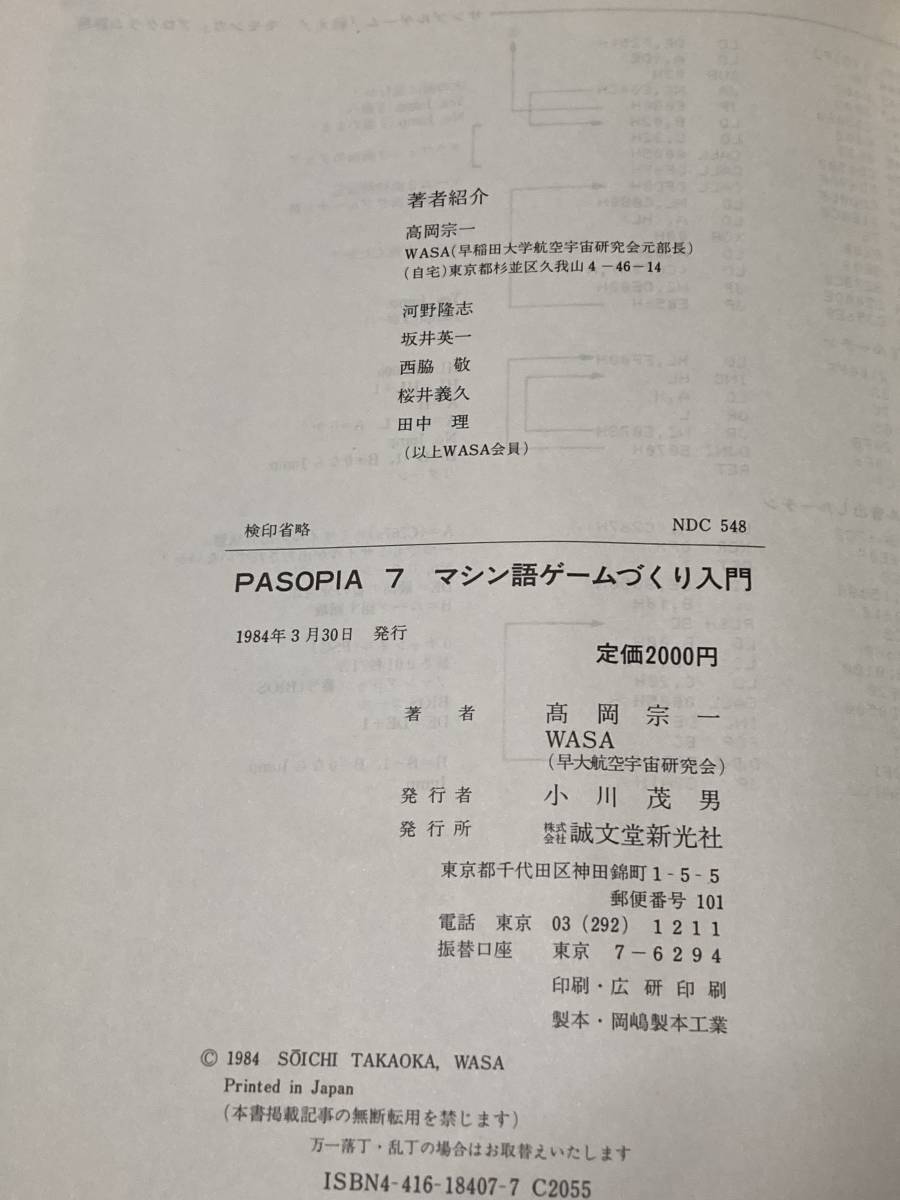 著者紹介
高岡宗一
WASA(早稲田大学航空宇宙研究会元部長)
(自宅)東京都杉並区久我山4-46-14
河野隆志
坂井英一
西脇 敬
桜井義久
田中 理
(以上WASA会員)
検印省略 NDC 548
PASOPIA 7 マシン語ゲームづくり入門
1984年3月30日 発行
定価2000円
著者 髙岡宗一
WASA
(早大航空宇宙研究会)
発行者 小川茂男
発行所 株式会社誠文堂新光社
東京都千代田区神田錦町1-5-5
郵便番号 101
電話 東京 03(292)1211
振替口座 東京 7-6294
印刷・広研印刷
製本・岡嶋製本工業
© 1984 SŌICHI TAKAOKA, WASA
Printed in Japan
(本書掲載記事の無断転用を禁じます)
万一落丁・乱丁の場合はお取替えいたします
ISBN4-416-18407-7 C2055